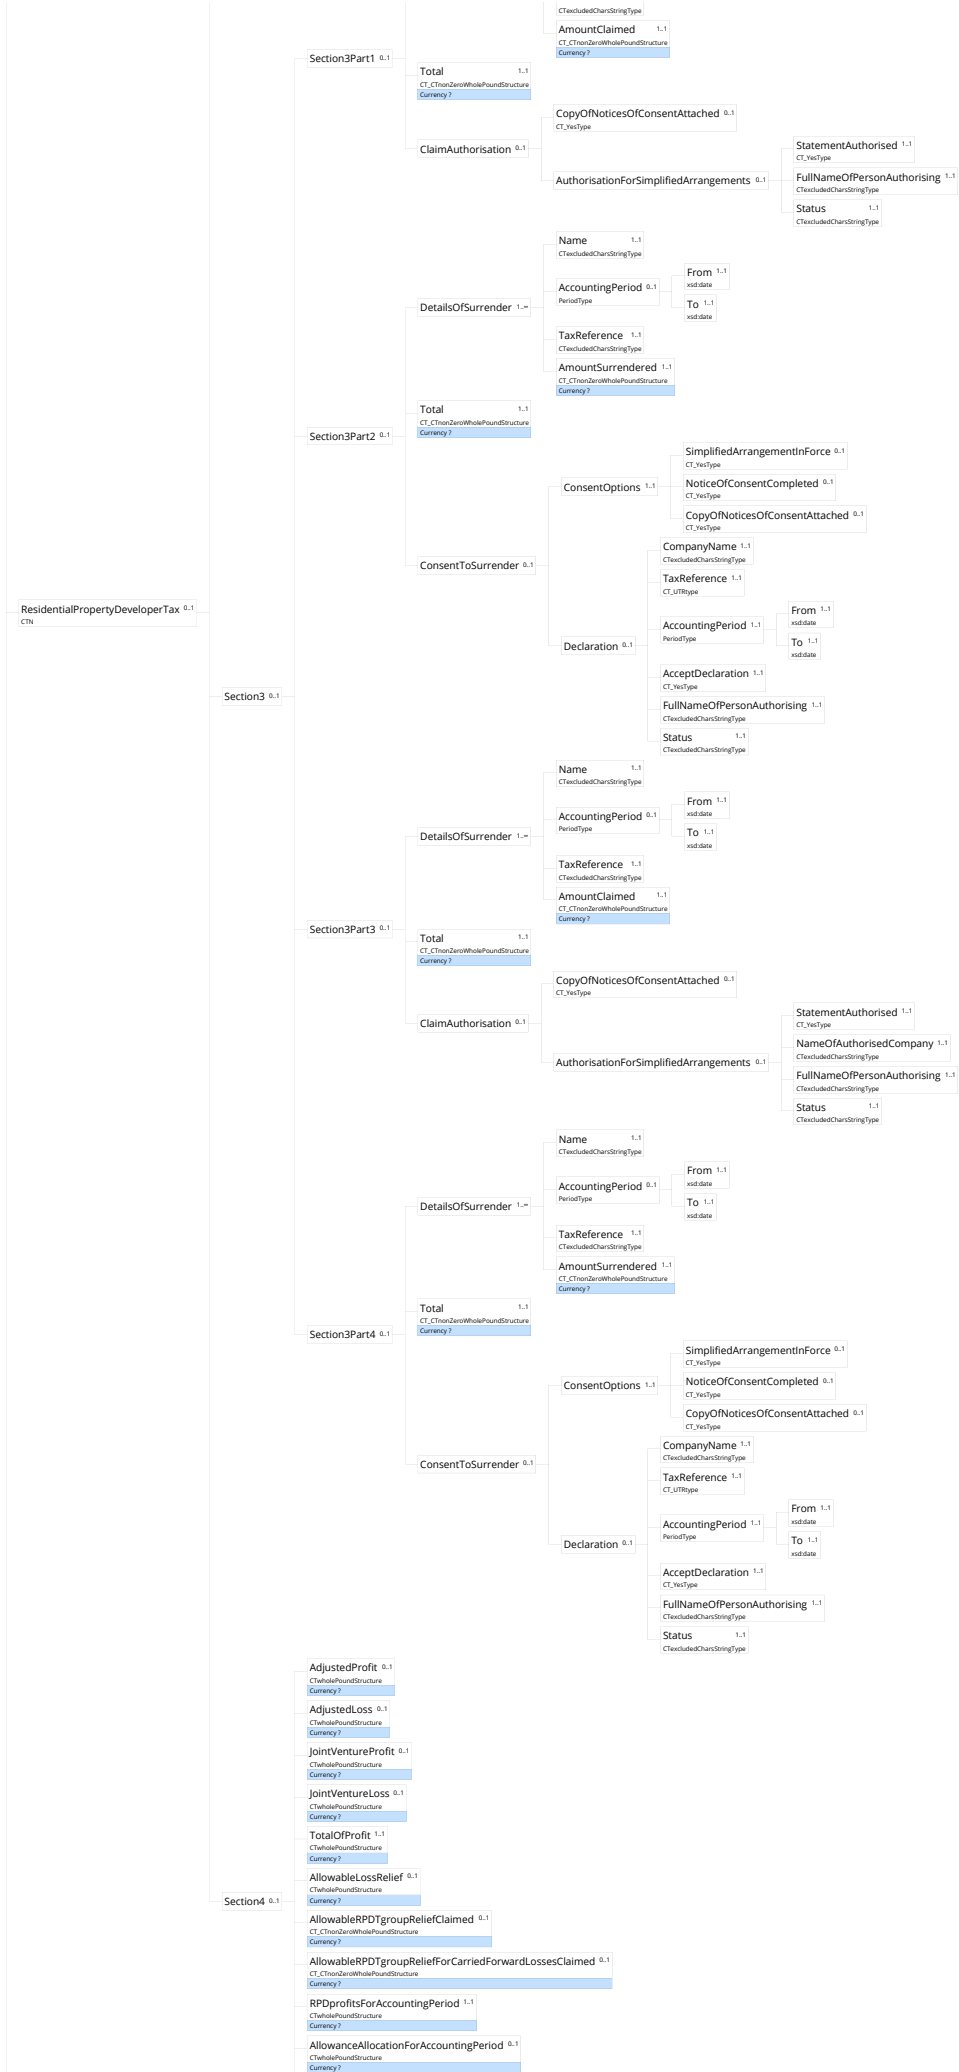 CTexcludedCharsStringType
AmountClaimed 1..1
CT_CTnonZeroWholePoundStructure
Currency ?
Section3Part1 0..1
Total 1..1
CT_CTnonZeroWholePoundStructure
Currency ?
CopyOfNoticesOfConsentAttached 0..1
CT_YesType
ClaimAuthorisation 0..1
StatementAuthorised 1..1
CT_YesType
AuthorisationForSimplifiedArrangements 0..1
FullNameOfPersonAuthorising 1..1
CTexcludedCharsStringType
Status 1..1
CTexcludedCharsStringType
Name 1..1
CTexcludedCharsStringType
From 1..1
xsd:date
AccountingPeriod 0..1
PeriodType
To 1..1
xsd:date
DetailsOfSurrender 1..∞
TaxReference 1..1
CTexcludedCharsStringType
AmountSurrendered 1..1
CT_CTnonZeroWholePoundStructure
Currency ?
Total 1..1
CT_CTnonZeroWholePoundStructure
Currency ?
Section3Part2 0..1
SimplifiedArrangementInForce 0..1
CT_YesType
ConsentOptions 1..1
NoticeOfConsentCompleted 0..1
CT_YesType
CopyOfNoticesOfConsentAttached 0..1
CT_YesType
CompanyName 1..1
CTexcludedCharsStringType
ConsentToSurrender 0..1
TaxReference 1..1
CT_UTRtype
ResidentialPropertyDeveloperTax 0..1
CTN
From 1..1
xsd:date
AccountingPeriod 1..1
PeriodType
To 1..1
xsd:date
Declaration 0..1
AcceptDeclaration 1..1
CT_YesType
Section3 0..1
FullNameOfPersonAuthorising 1..1
CTexcludedCharsStringType
Status 1..1
CTexcludedCharsStringType
Name 1..1
CTexcludedCharsStringType
From 1..1
xsd:date
AccountingPeriod 0..1
PeriodType
To 1..1
xsd:date
DetailsOfSurrender 1..∞
TaxReference 1..1
CTexcludedCharsStringType
AmountClaimed 1..1
CT_CTnonZeroWholePoundStructure
Currency ?
Section3Part3 0..1
Total 1..1
CT_CTnonZeroWholePoundStructure
Currency ?
CopyOfNoticesOfConsentAttached 0..1
CT_YesType
ClaimAuthorisation 0..1
StatementAuthorised 1..1
CT_YesType
NameOfAuthorisedCompany 1..1
CTexcludedCharsStringType
AuthorisationForSimplifiedArrangements 0..1
FullNameOfPersonAuthorising 1..1
CTexcludedCharsStringType
Status 1..1
CTexcludedCharsStringType
Name 1..1
CTexcludedCharsStringType
From 1..1
xsd:date
AccountingPeriod 0..1
PeriodType
To 1..1
xsd:date
DetailsOfSurrender 1..∞
TaxReference 1..1
CTexcludedCharsStringType
AmountSurrendered 1..1
CT_CTnonZeroWholePoundStructure
Currency ?
Total 1..1
CT_CTnonZeroWholePoundStructure
Currency ?
Section3Part4 0..1
SimplifiedArrangementInForce 0..1
CT_YesType
ConsentOptions 1..1
NoticeOfConsentCompleted 0..1
CT_YesType
CopyOfNoticesOfConsentAttached 0..1
CT_YesType
CompanyName 1..1
CTexcludedCharsStringType
ConsentToSurrender 0..1
TaxReference 1..1
CT_UTRtype
From 1..1
xsd:date
AccountingPeriod 1..1
PeriodType
To 1..1
xsd:date
Declaration 0..1
AcceptDeclaration 1..1
CT_YesType
FullNameOfPersonAuthorising 1..1
CTexcludedCharsStringType
Status 1..1
CTexcludedCharsStringType
AdjustedProfit 0..1
CTwholePoundStructure
Currency ?
AdjustedLoss 0..1
CTwholePoundStructure
Currency ?
JointVentureProfit 0..1
CTwholePoundStructure
Currency ?
JointVentureLoss 0..1
CTwholePoundStructure
Currency ?
TotalOfProfit 1..1
CTwholePoundStructure
Currency ?
AllowableLossRelief 0..1
CTwholePoundStructure
Currency ?
Section4 0..1
AllowableRPDTgroupReliefClaimed 0..1
CT_CTnonZeroWholePoundStructure
Currency ?
AllowableRPDTgroupReliefForCarriedForwardLossesClaimed 0..1
CT_CTnonZeroWholePoundStructure
Currency ?
RPDprofitsForAccountingPeriod 1..1
CTwholePoundStructure
Currency ?
AllowanceAllocationForAccountingPeriod 0..1
CTwholePoundStructure
Currency ?